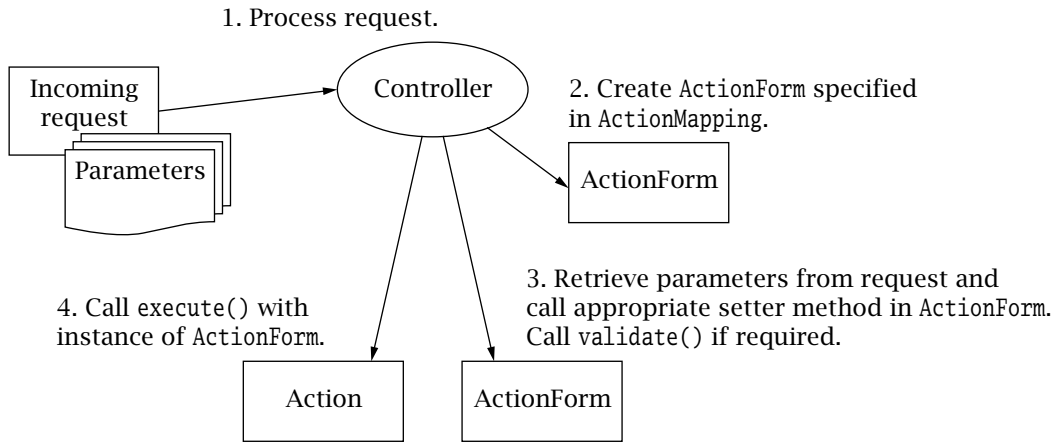 1. Process request.
Incoming
request
Parameters
Controller
2. Create ActionForm specified
in ActionMapping.
ActionForm
3. Retrieve parameters from request and
call appropriate setter method in ActionForm.
Call validate() if required.
4. Call execute() with
instance of ActionForm.
Action
ActionForm